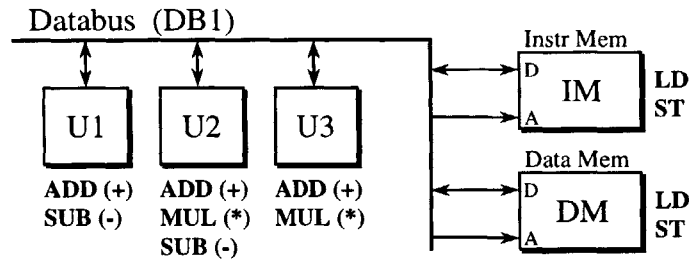 Databus (DB1)
U1
ADD (+)
SUB (-)
U2
ADD (+)
MUL (*)
SUB (-)
U3
ADD (+)
MUL (*)
Instr Mem
D
IM
A
LD
ST
Data Mem
D
DM
A
LD
ST